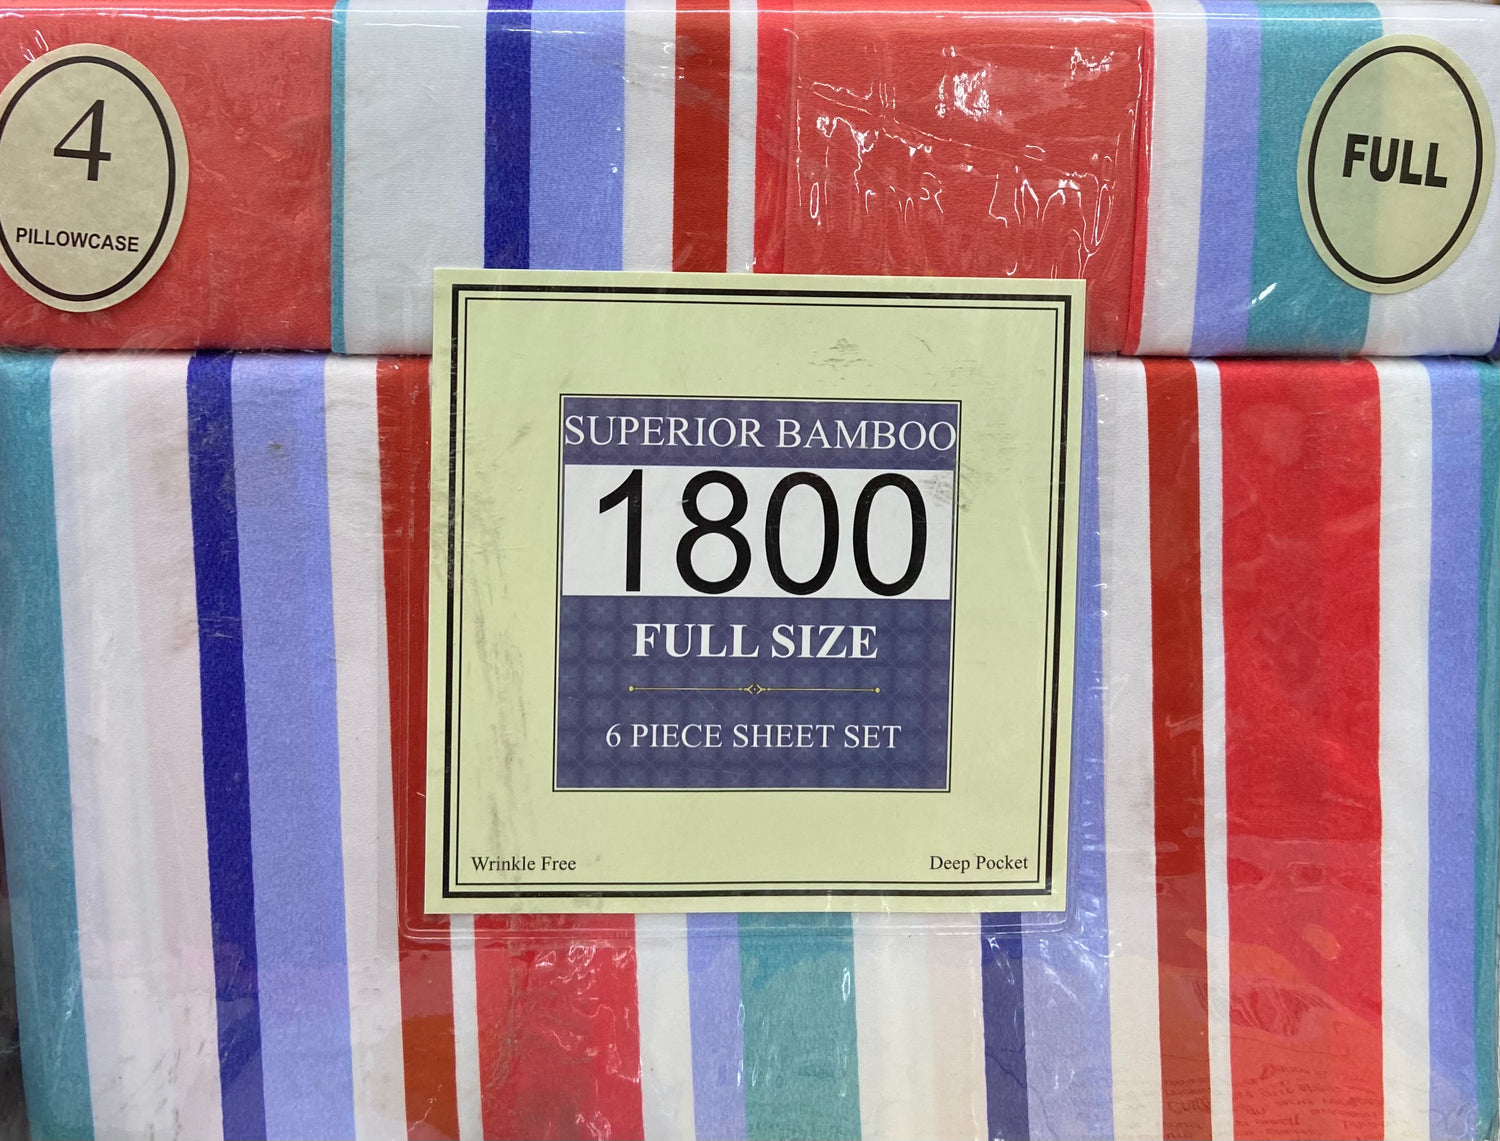 4
PILLOWCASE
FULL
SUPERIOR BAMBOO
1800
FULL SIZE
6 PIECE SHEET SET
Wrinkle Free
Deep Pocket